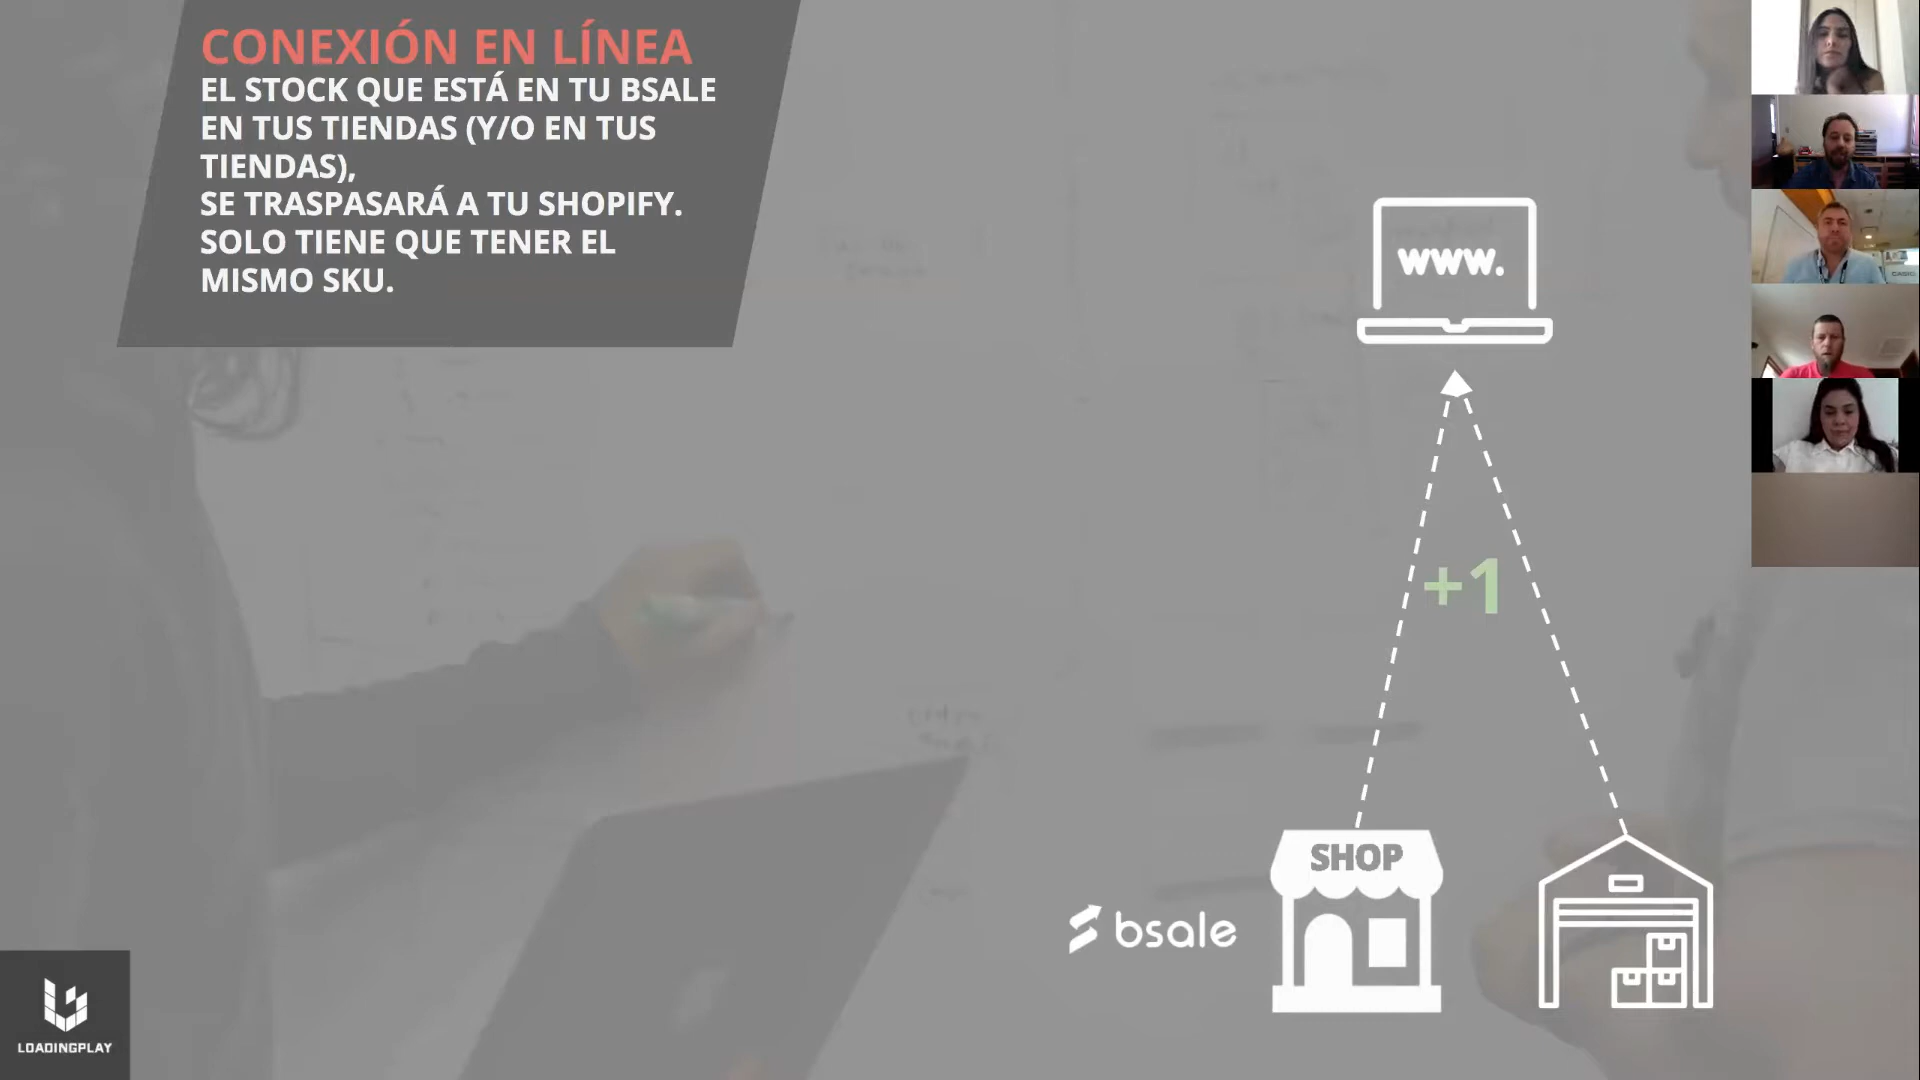 CONEXIÓN EN LÍNEA
EL STOCK QUE ESTÁ EN TU BSALE
EN TUS TIENDAS (Y/O EN TUS
TIENDAS),
SE TRASPASARÁ A TU SHOPIFY.
SOLO TIENE QUE TENER EL
MISMO SKU.
www.
+1
SHOP
bsale
LOADINGPLAY
CASIO